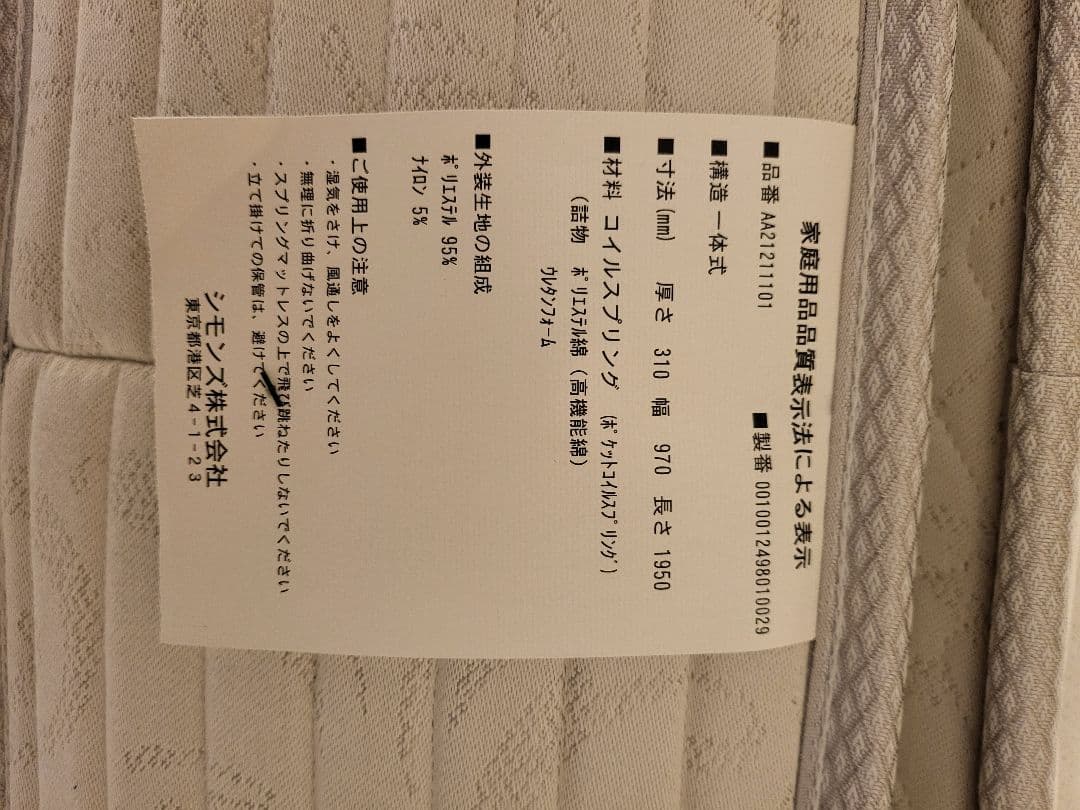 家庭用品品質表示法による表示
■製番 0010012498010029
■品番 AA21211101
■構造 一体式
■寸法(mm) 厚さ 310 幅 970 長さ 1950
■材料 コイルスプリング (ﾎﾟｹｯﾄｺｲﾙｽﾌﾟﾘﾝｸﾞ)
(詰物 ﾎﾟﾘｴｽﾃﾙ綿(高機能綿)
ｳﾚﾀﾝﾌｫｰﾑ
■外装生地の組成
ﾎﾟﾘｴｽﾃﾙ 95%
ﾅｲﾛﾝ 5%
■ご使用上の注意
・湿気をさけ、風通しをよくしてください
・無理に折り曲げないでください
・スプリングマットレスの上で飛び跳ねたりしないでください
・立て掛けての保管は、避けてください
シモンズ株式会社
東京都港区芝4-1-23